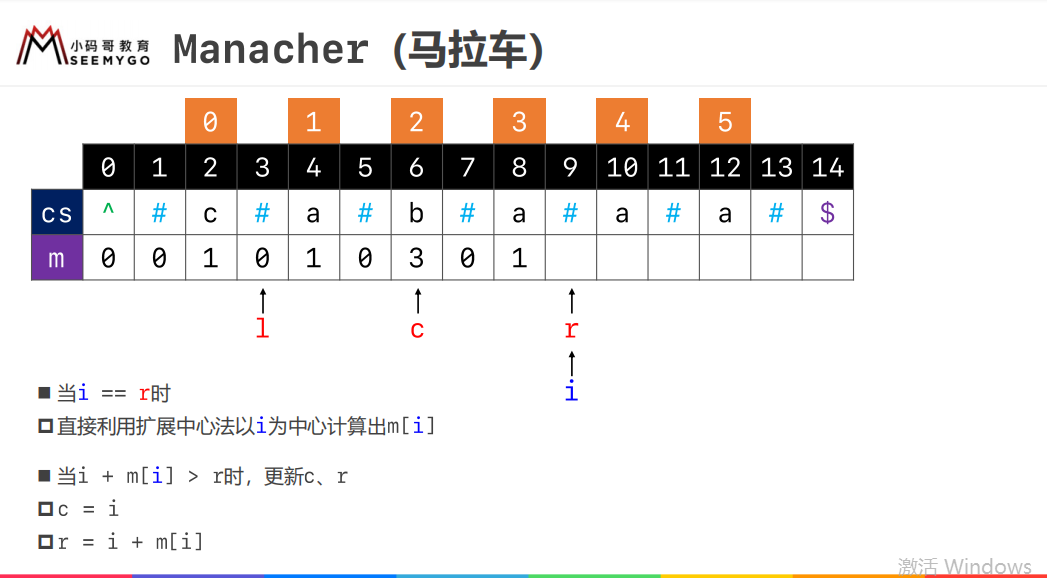 小码哥教育
SEEMYGO
Manacher（马拉车）
0 1 2 3 4 5
0 1 2 3 4 5 6 7 8 9 10 11 12 13 14
cs ^ # c # a # b # a # a # a # $
m 0 0 1 0 1 0 3 0 1
l c r
i
当i == r时
直接利用扩展中心法以i为中心计算出m[i]
当i + m[i] > r时，更新c、r
c = i
r = i + m[i]
激活 Windows